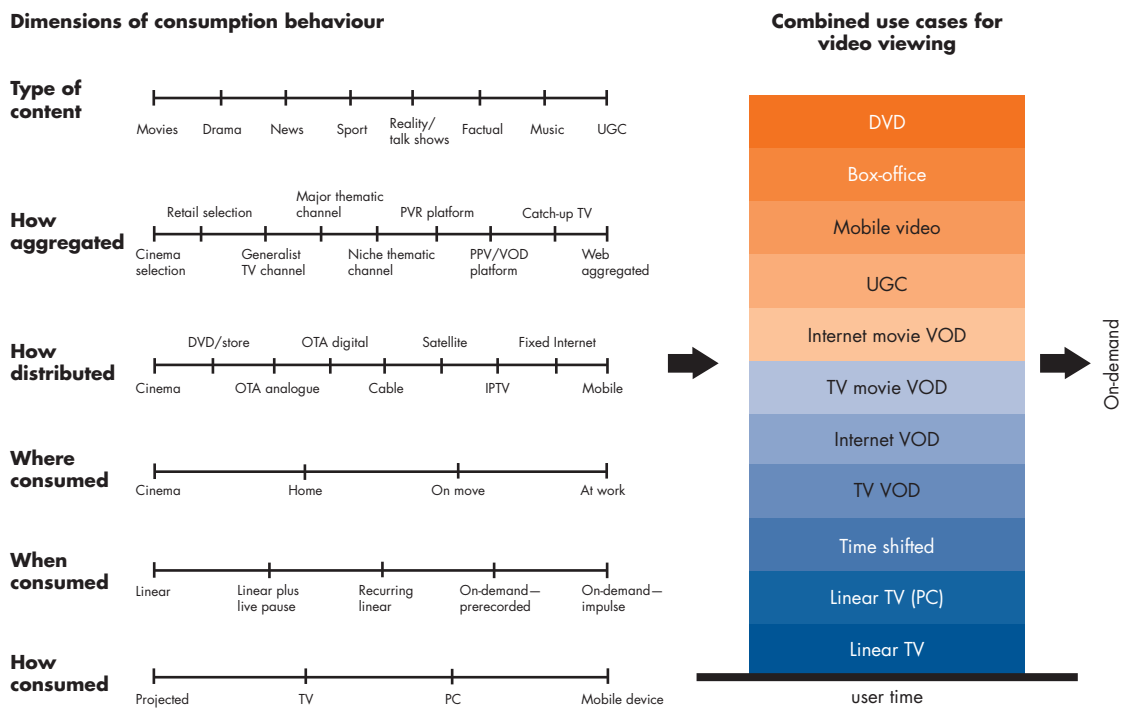 Dimensions of consumption behaviour
Combined use cases for
video viewing
Type of
content
Movies
Drama
News
Sport
Reality/
talk shows
Factual
Music
UGC
How
aggregated
Retail selection
Major thematic
channel
PVR platform
Catch-up TV
Cinema
selection
Generalist
TV channel
Niche thematic
channel
PPV/VOD
platform
Web
aggregated
How
distributed
DVD/store
OTA digital
Satellite
Fixed Internet
Cinema
OTA analogue
Cable
IPTV
Mobile
Where
consumed
Cinema
Home
On move
At work
When
consumed
Linear
Linear plus
live pause
Recurring
linear
On-demand—
prerecorded
On-demand—
impulse
How
consumed
Projected
TV
PC
Mobile device
DVD
Box-office
Mobile video
UGC
Internet movie VOD
TV movie VOD
Internet VOD
TV VOD
Time shifted
Linear TV (PC)
Linear TV
user time
On-demand